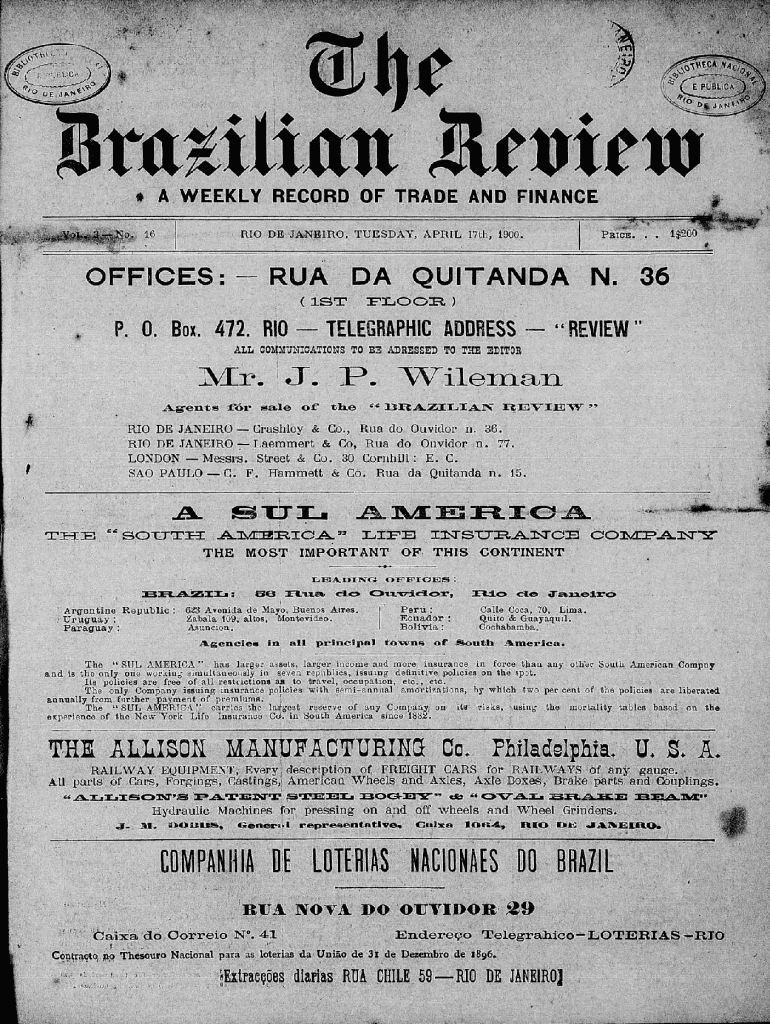 The
Brazilian Review
A WEEKLY RECORD OF TRADE AND FINANCE
BIBLIOTHECA NACIONAL E PUBLICA RIO DE JANEIRO
Vol. 3—No. 16
RIO DE JANEIRO, TUESDAY, APRIL 17th, 1900.
PRICE. . . 1$200
OFFICES: — RUA DA QUITANDA N. 36
(1ST FLOOR)
P. O. Box. 472. RIO — TELEGRAPHIC ADDRESS — "REVIEW"
ALL COMMUNICATIONS TO BE ADRESSED TO THE EDITOR
Mr. J. P. Wileman
Agents for sale of the "BRAZILIAN REVIEW"
RIO DE JANEIRO — Crashley & Co., Rua do Ouvidor n. 36.
RIO DE JANEIRO — Laemmert & Co, Rua do Ouvidor n. 77.
LONDON — Messrs. Street & Co. 30 Cornhill: E. C.
SAO PAULO — C. F. Hammett & Co. Rua da Quitanda n. 15.
A SUL AMERICA
THE "SOUTH AMERICA" LIFE INSURANCE COMPANY
THE MOST IMPORTANT OF THIS CONTINENT
LEADING OFFICES:
BRAZIL: 56 Rua do Ouvidor, Rio de Janeiro
Argentine Republic: 623 Avenida de Mayo, Buenos Aires.
Uruguay: Zabala 109, altos, Montevideo.
Paraguay: Asuncion.
Peru: Calle Coca, 70, Lima.
Ecuador: Quito & Guayaquil.
Bolivia: Cochabamba.
Agencies in all principal towns of South America.
The "SUL AMERICA" has larger assets, larger income and more insurance in force than any other South American Compny
and is the only one working simultaneously in seven republics, issuing definitive policies on the spot.
Its policies are free of all restrictions as to travel, occupation, etc., etc.
The only Company issuing insurance policies with semi-annual amortizations, by which two per cent of the policies are liberated
annually from further payment of premiums.
The "SUL AMERICA" carries the largest reserve of any Company on its risks, using the mortality tables based on the
experience of the New York Life Insurance Co. in South America since 1882.
THE ALLISON MANUFACTURING Co. Philadelphia. U. S. A.
RAILWAY EQUIPMENT, Every description of FREIGHT CARS for RAILWAYS of any gauge.
All parts of Cars, Forgings, Castings, American Wheels and Axles, Axle Boxes, Brake parts and Couplings.
"ALLISON'S PATENT STEEL BOGEY" & "OVAL BRAKE BEAM"
Hydraulic Machines for pressing on and off wheels and Wheel Grinders.
J. M. General representative, Caixa 1064, RIO DE JANEIRO.
COMPANHIA DE LOTERIAS NACIONAES DO BRAZIL
RUA NOVA DO OUVIDOR 29
Caixa do Correio Nº. 41
Endereço Telegrahico—LOTERIAS—RIO
Contracto no Thesouro Nacional para as loterias da União de 31 de Dezembro de 1896.
[Extracções diarias RUA CHILE 59 — RIO DE JANEIRO]